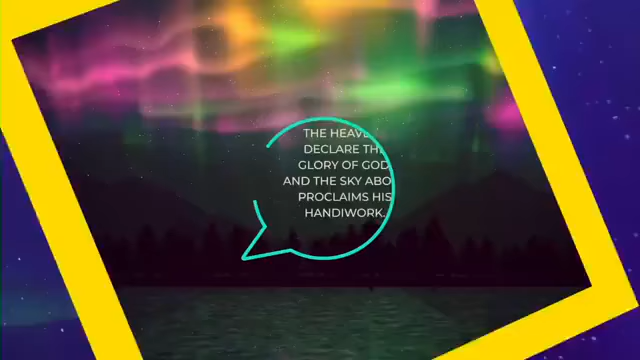 THE HEAVE
DECLARE TH
GLORY OF GOD
AND THE SKY ABO
PROCLAIMS HIS
HANDIWORK.